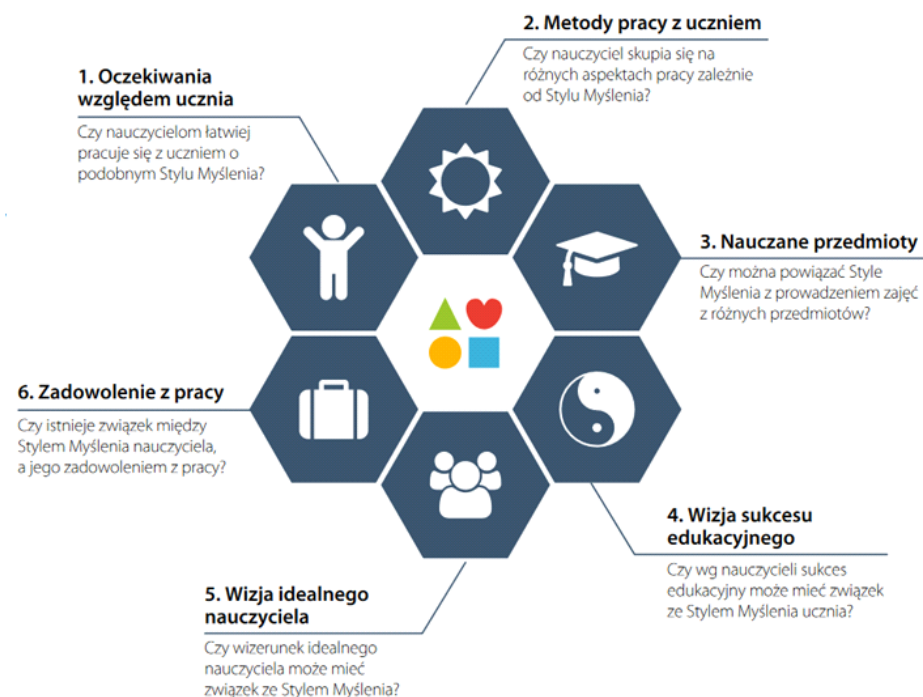 1. Oczekiwania
względem ucznia
Czy nauczycielom łatwiej
pracuje się z uczniem o
podobnym Stylu Myślenia?
2. Metody pracy z uczniem
Czy nauczyciel skupia się na
różnych aspektach pracy zależnie
od Stylu Myślenia?
3. Nauczane przedmioty
Czy można powiązać Style
Myślenia z prowadzeniem zajęć
z różnych przedmiotów?
4. Wizja sukcesu
edukacyjnego
Czy wg nauczycieli sukces
edukacyjny może mieć związek
ze Stylem Myślenia ucznia?
5. Wizja idealnego
nauczyciela
Czy wizerunek idealnego
nauczyciela może mieć
związek ze Stylem Myślenia?
6. Zadowolenie z pracy
Czy istnieje związek między
Stylem Myślenia nauczyciela,
a jego zadowoleniem z pracy?